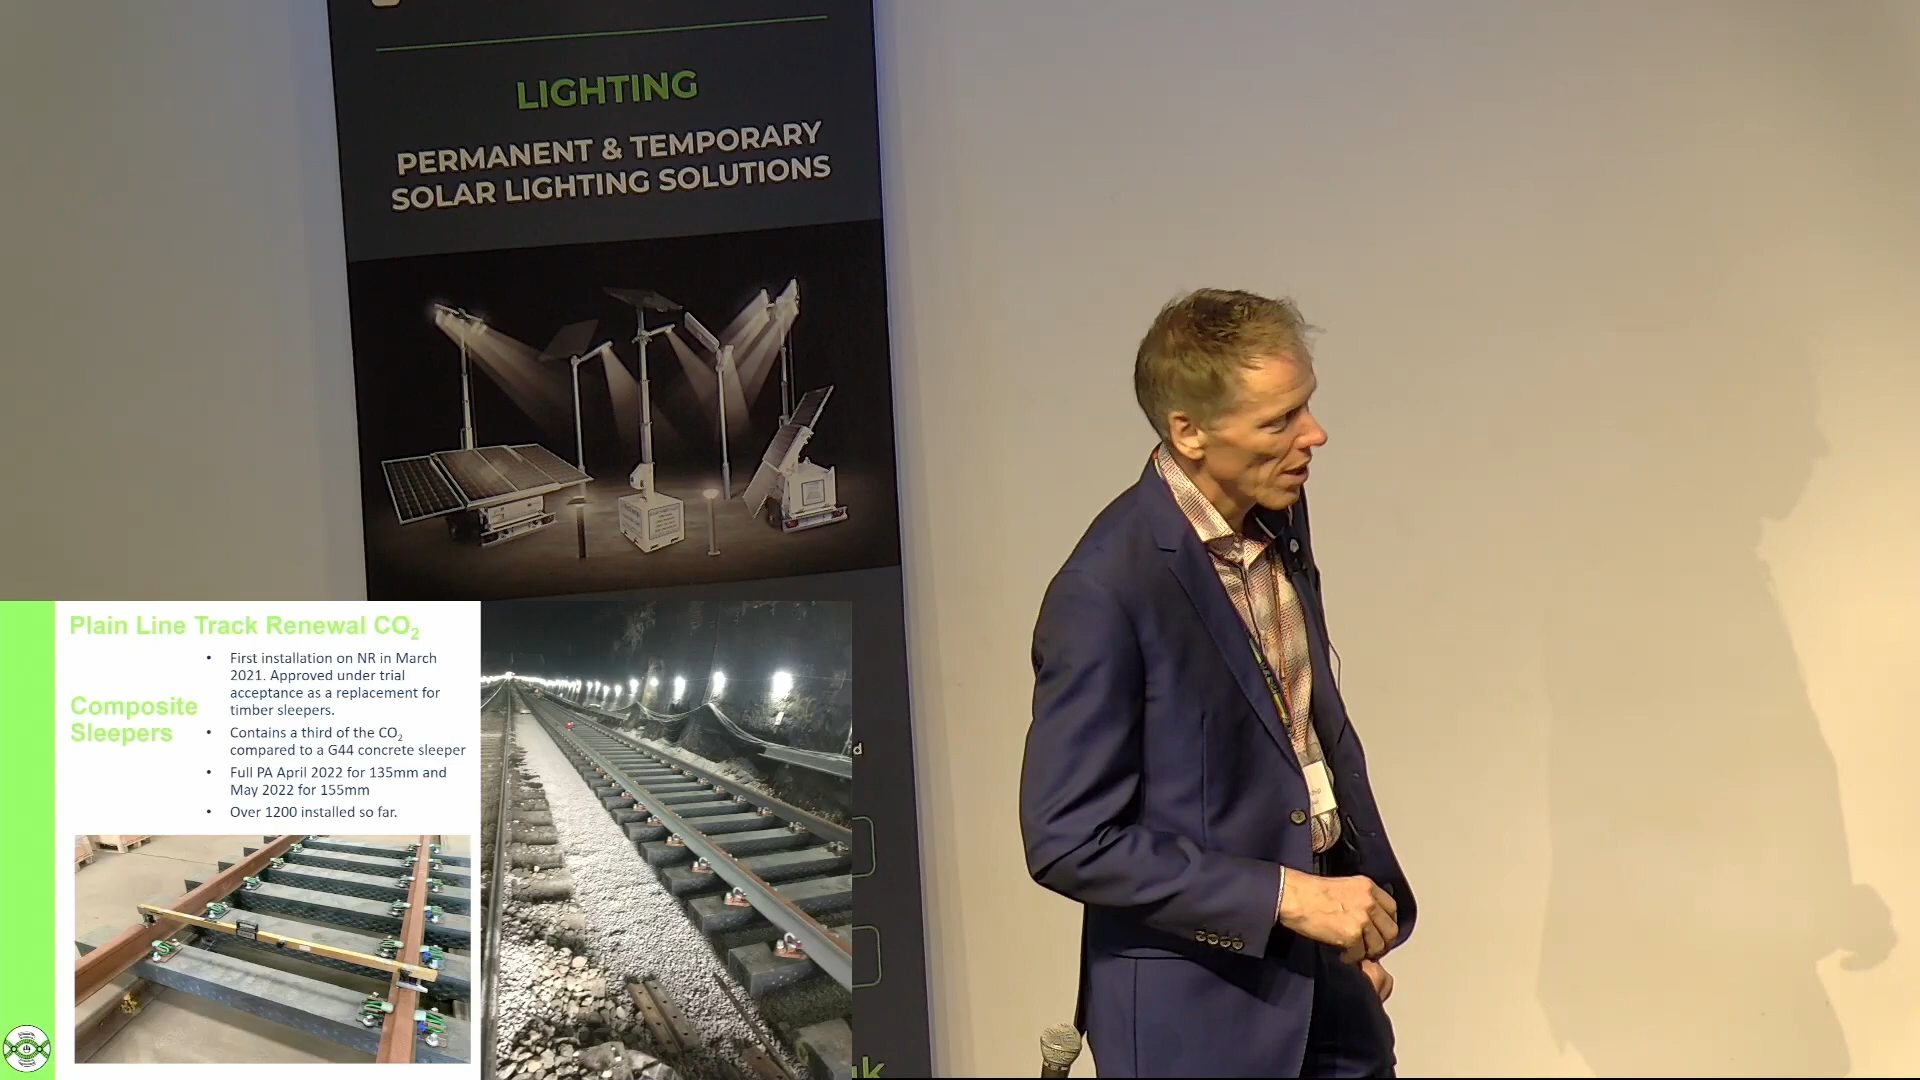 LIGHTING
PERMANENT & TEMPORARY
SOLAR LIGHTING SOLUTIONS
Plain Line Track Renewal CO₂
Composite
Sleepers
• First installation on NR in March
2021. Approved under trial
acceptance as a replacement for
timber sleepers.
• Contains a third of the CO₂
compared to a G44 concrete sleeper
• Full PA April 2022 for 135mm and
May 2022 for 155mm
• Over 1200 installed so far.